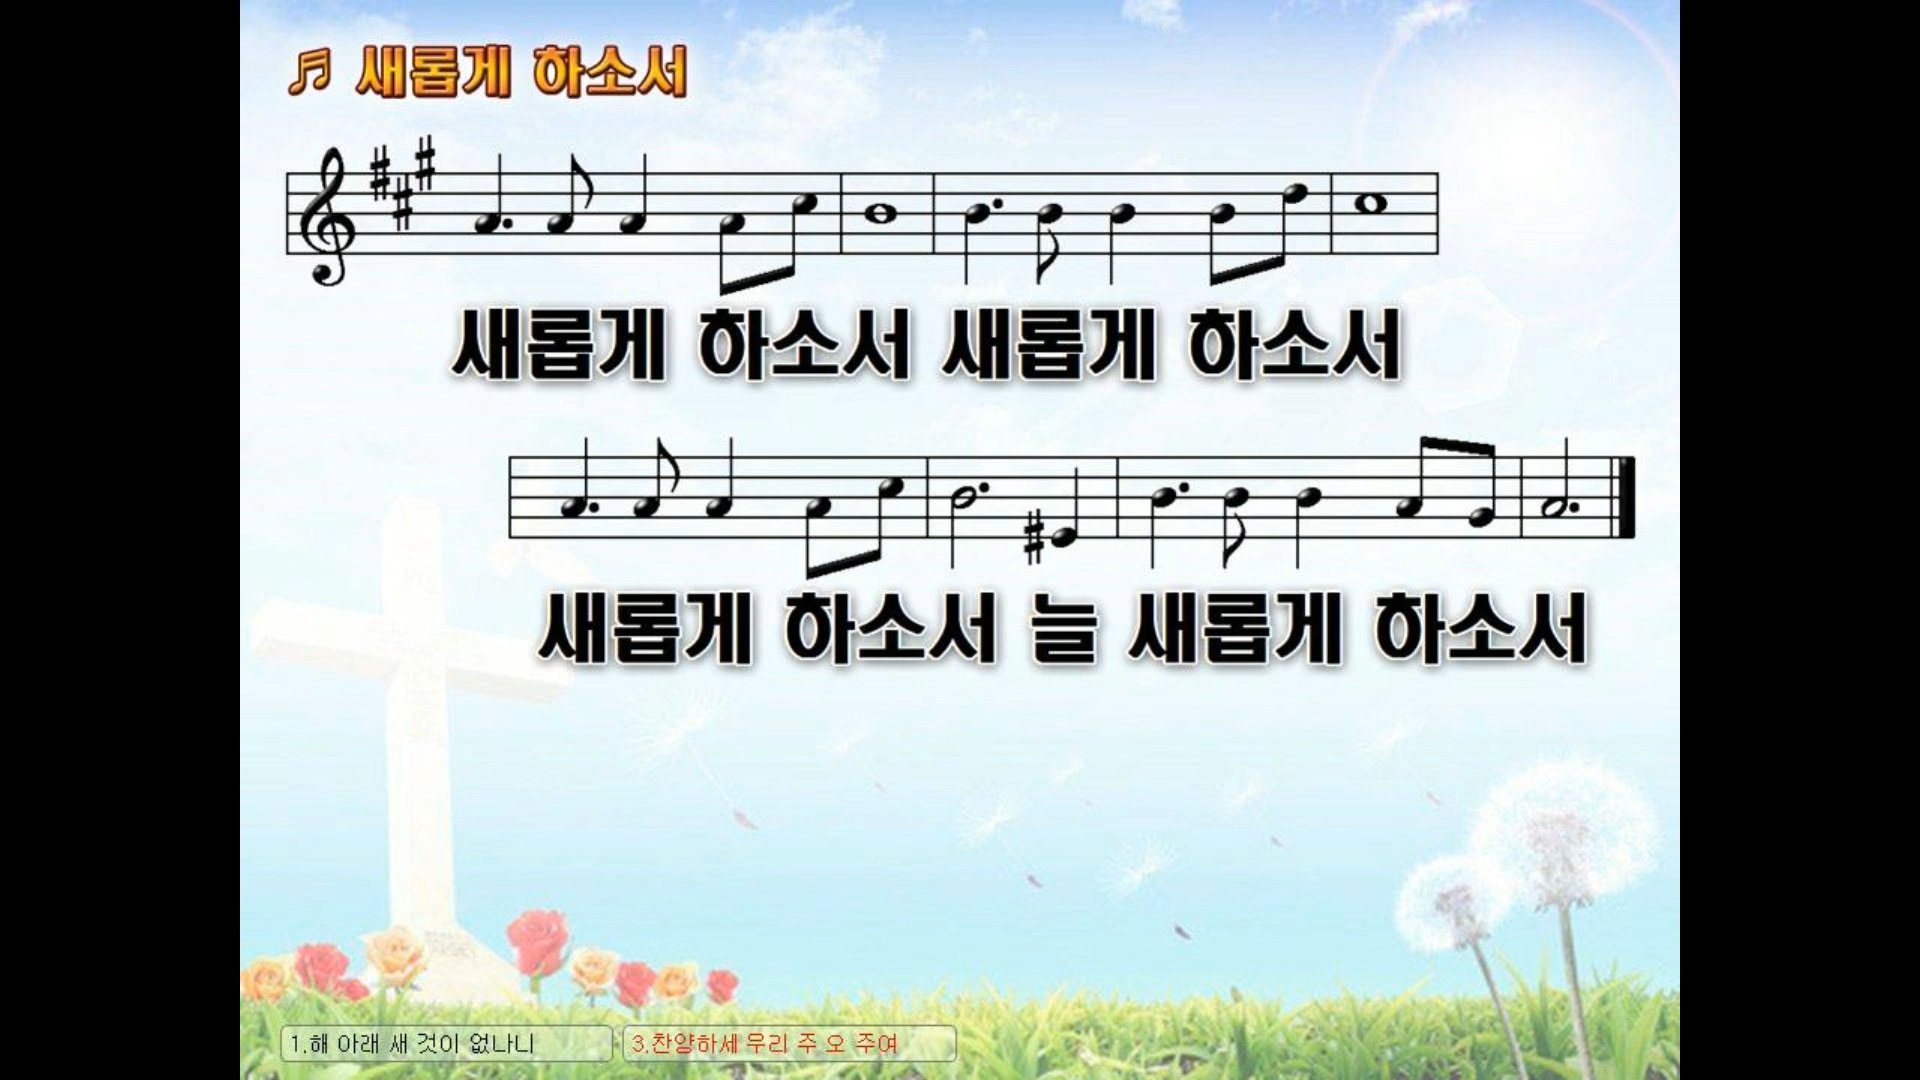 새롭게 하소서
새롭게 하소서 새롭게 하소서
새롭게 하소서 늘 새롭게 하소서
1.해 아래 새 것이 없나니
3.찬양하세 우리 주 오 주여